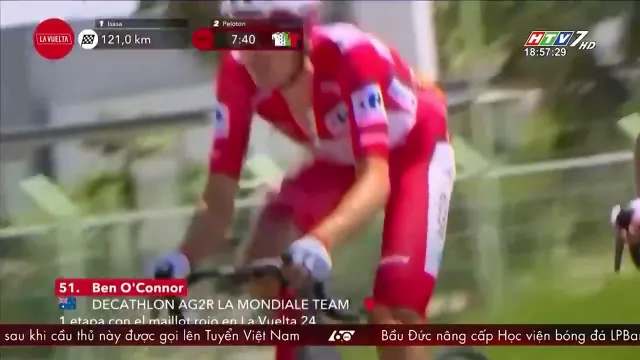 LA VUELTA
1 Isasa
2 Peloton
121,0 km
7:40
HTV7 HD
18:57:29
51. Ben O'Connor
DECATHLON AG2R LA MONDIALE TEAM
1 etapa con el maillot rojo en La Vuelta 24
sau khi cầu thủ này được gọi lên Tuyển Việt Nam
60
Bầu Đức nâng cấp Học viện bóng đá LPBa